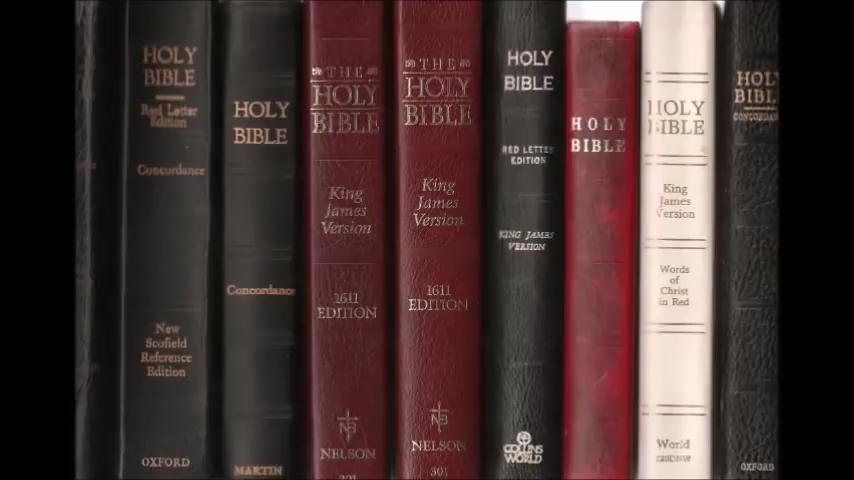 HOLY
BIBLE
Red Letter
Edition
Concordance
New
Scofield
Reference
Edition
OXFORD
HOLY
BIBLE
Concordance
MARTIN
THE
HOLY
BIBLE
King
James
Version
1611
EDITION
NELSON
THE
HOLY
BIBLE
King
James
Version
1611
EDITION
NELSON
301
HOLY
BIBLE
RED LETTER
EDITION
KING JAMES
VERSION
COLLINS
WORLD
HOLY
BIBLE
HOLY
BIBLE
King
James
Version
Words
of
Christ
in Red
World
HOLY
BIBLE
OXFORD